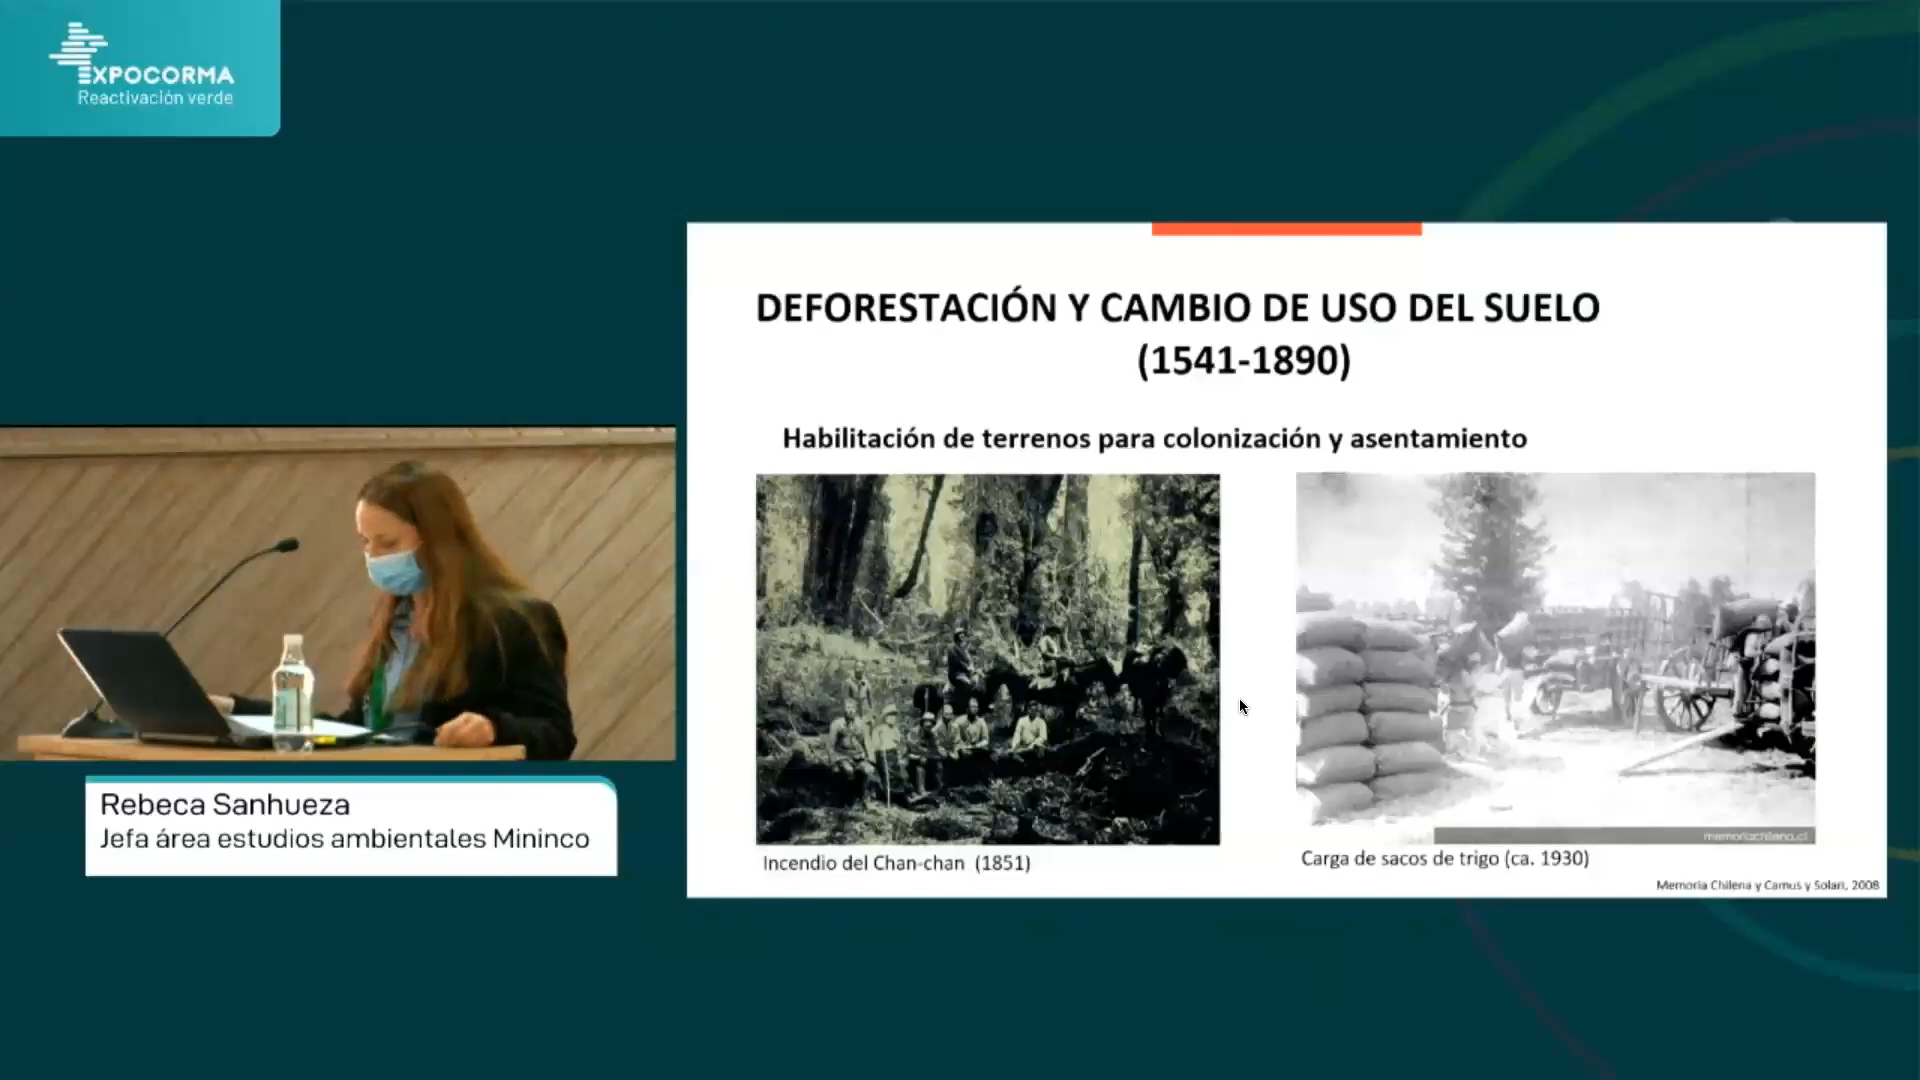 EXPOCORMA
Reactivación verde
DEFORESTACIÓN Y CAMBIO DE USO DEL SUELO
(1541-1890)
Habilitación de terrenos para colonización y asentamiento
memoriachilena.cl
Incendio del Chan-chan (1851)
Carga de sacos de trigo (ca. 1930)
Memoria Chilena y Camus y Solari, 2008
Rebeca Sanhueza
Jefa área estudios ambientales Mininco